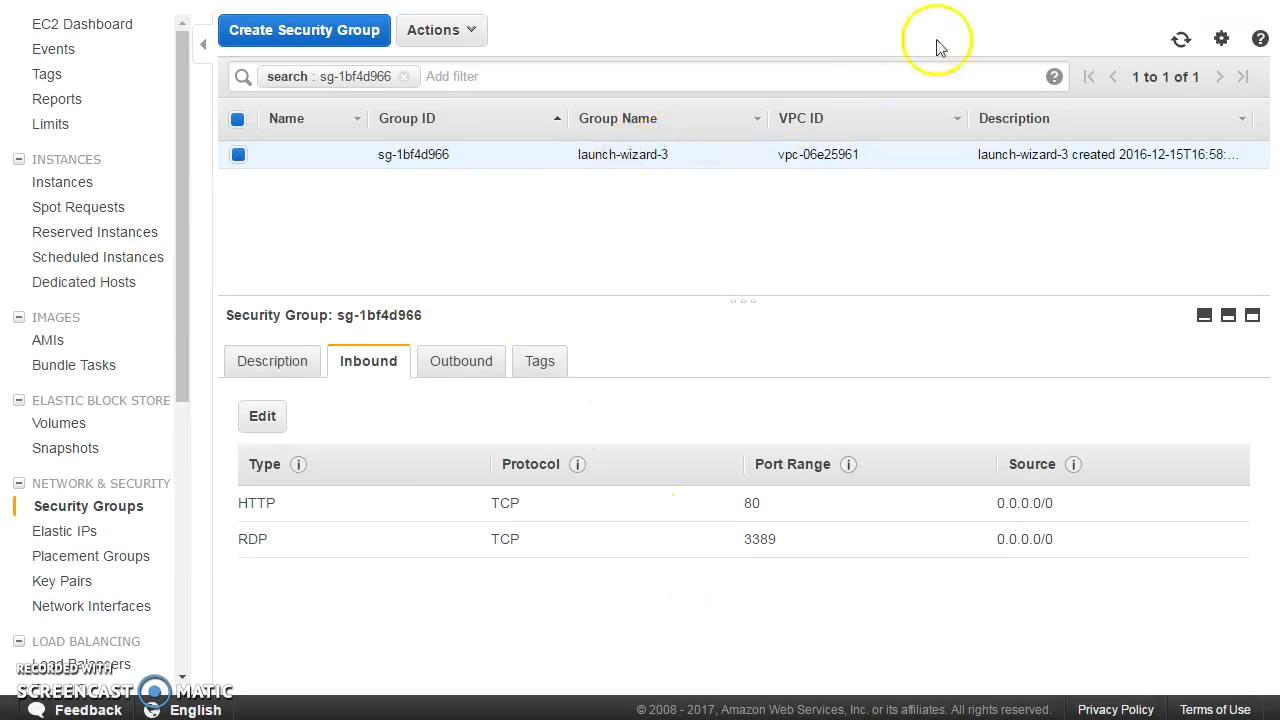 EC2 Dashboard
Events
Tags
Reports
Limits
INSTANCES
Instances
Spot Requests
Reserved Instances
Scheduled Instances
Dedicated Hosts
IMAGES
AMIs
Bundle Tasks
ELASTIC BLOCK STORE
Volumes
Snapshots
NETWORK & SECURITY
Security Groups
Elastic IPs
Placement Groups
Key Pairs
Network Interfaces
LOAD BALANCING
Load Balancers
Create Security Group Actions
search : sg-1bf4d966 Add filter 1 to 1 of 1
Name Group ID Group Name VPC ID Description
sg-1bf4d966 launch-wizard-3 vpc-06e25961 launch-wizard-3 created 2016-12-15T16:58:...
Security Group: sg-1bf4d966
Description Inbound Outbound Tags
Edit
Type Protocol Port Range Source
HTTP TCP 80 0.0.0.0/0
RDP TCP 3389 0.0.0.0/0
RECORDED WITH
SCREENCAST MATIC
Feedback English © 2008 - 2017, Amazon Web Services, Inc. or its affiliates. All rights reserved. Privacy Policy Terms of Use